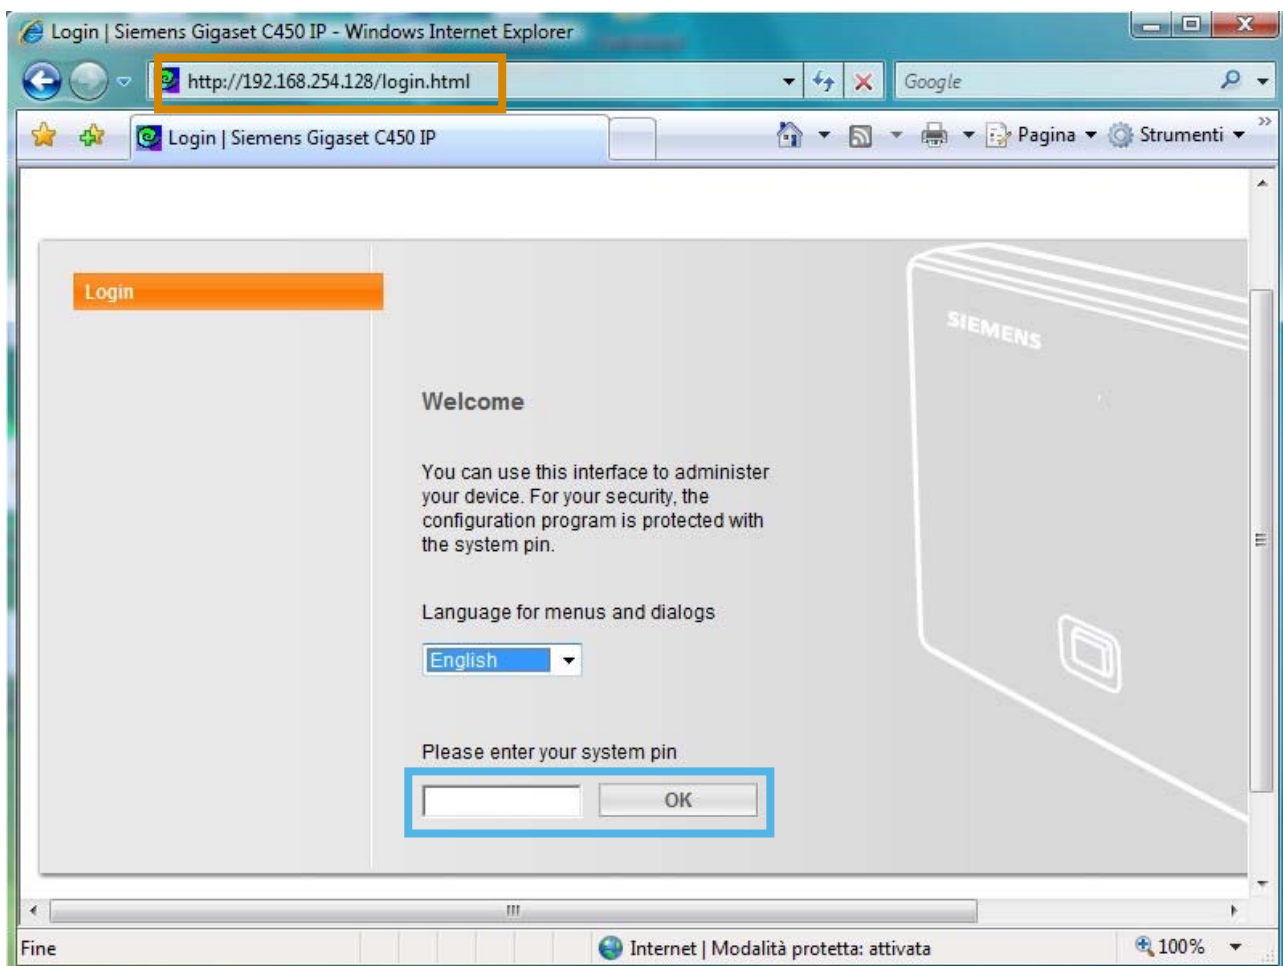 Login | Siemens Gigaset C450 IP - Windows Internet Explorer
http://192.168.254.128/login.html
Google
Login | Siemens Gigaset C450 IP
Pagina
Strumenti
Login
SIEMENS
Welcome
You can use this interface to administer
your device. For your security, the
configuration program is protected with
the system pin.
Language for menus and dialogs
English
Please enter your system pin
OK
Fine
Internet | Modalità protetta: attivata
100%